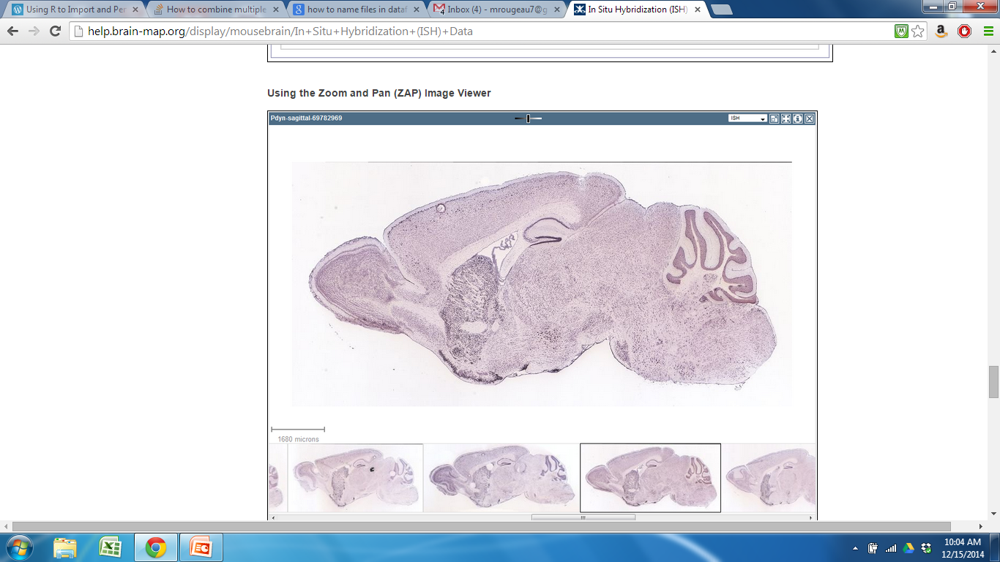 Using R to Import and Per
How to combine multiple
how to name files in dataf
Inbox (4) - mrougeau7@g
In Situ Hybridization (ISH)
help.brain-map.org/display/mousebrain/In+Situ+Hybridization+(ISH)+Data
Using the Zoom and Pan (ZAP) Image Viewer
Pdyn-sagittal-69782969
ISH
1680 microns
10:04 AM
12/15/2014